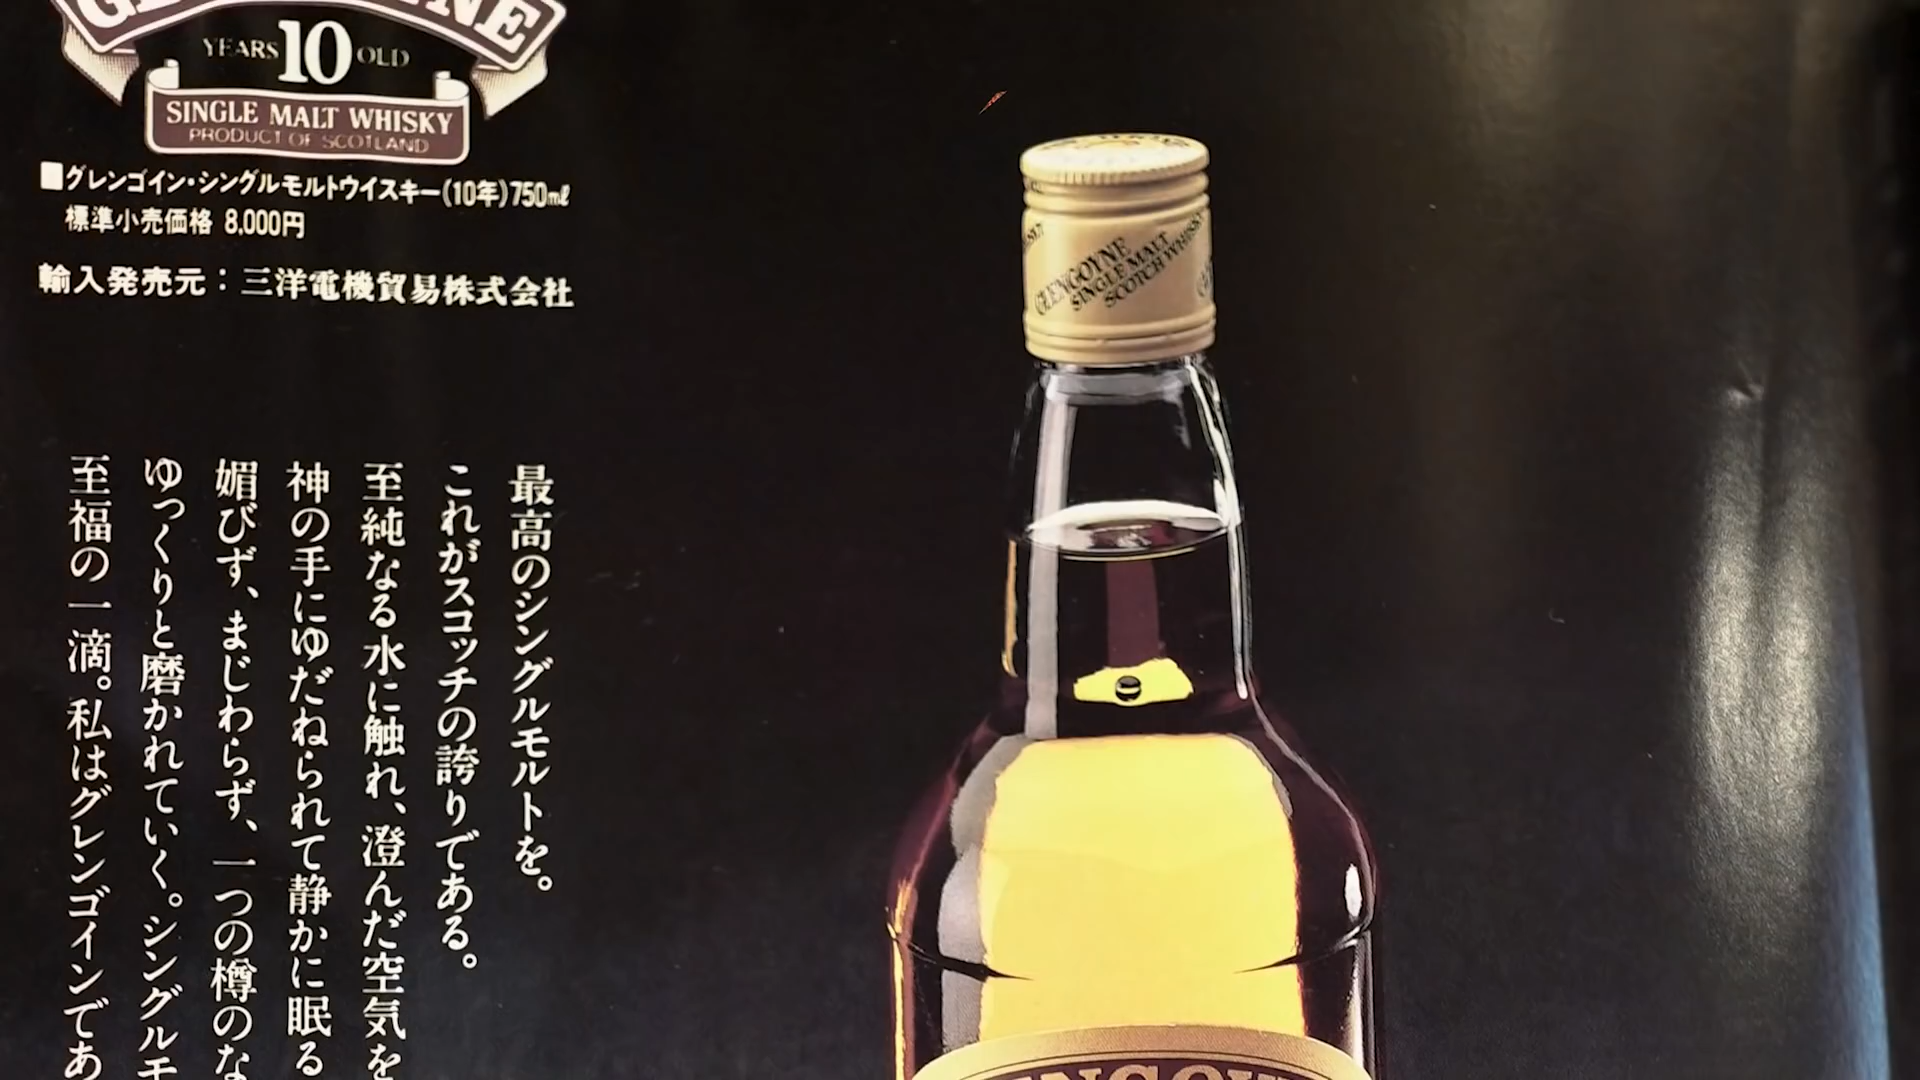 YEARS 10 OLD
SINGLE MALT WHISKY
PRODUCT OF SCOTLAND
■グレンゴイン・シングルモルトウイスキー(10年)750㎖
標準小売価格 8,000円
輸入発売元：三洋電機貿易株式会社
GLENGOYNE
SINGLE MALT
SCOTCH WHISKY
最高のシングルモルトを。
これがスコッチの誇りである。
至純なる水に触れ、澄んだ空気を
神の手にゆだねられて静かに眠る
媚びず、まじわらず、一つの樽のな
ゆっくりと磨かれていく。シングルモ
至福の一滴。私はグレンゴインであ